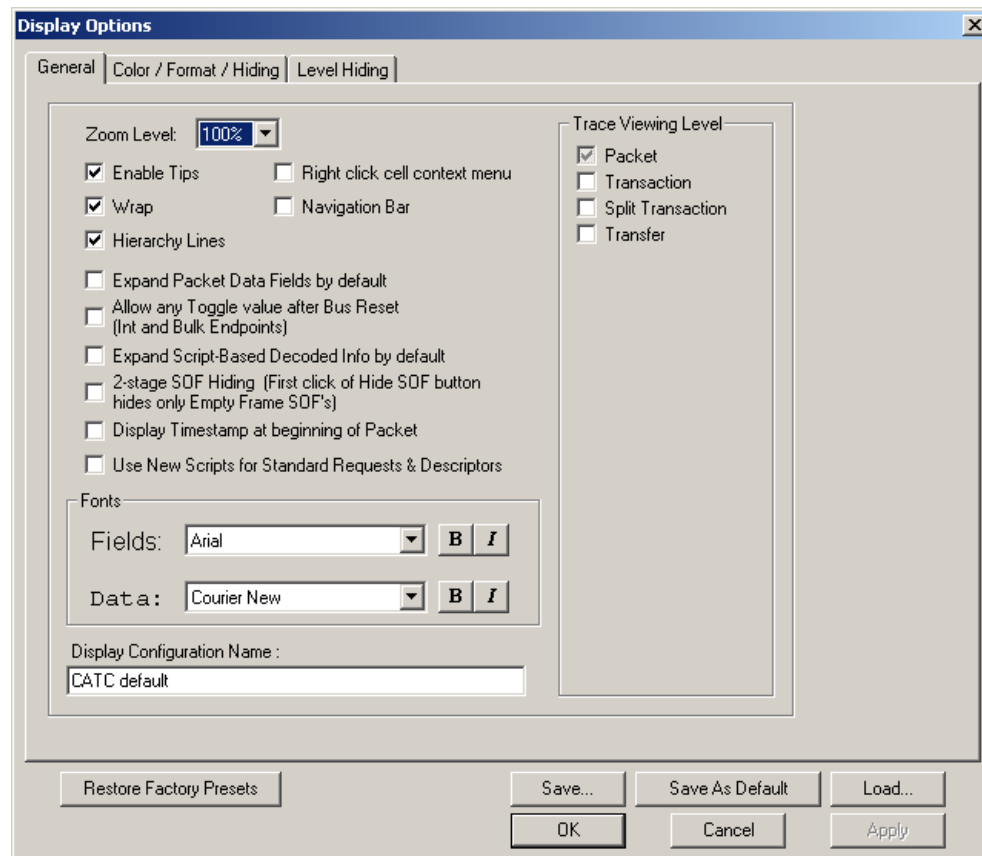 Display Options
General
Color / Format / Hiding
Level Hiding
Zoom Level:
100%
Enable Tips
Right click cell context menu
Wrap
Navigation Bar
Hierarchy Lines
Expand Packet Data Fields by default
Allow any Toggle value after Bus Reset
(Int and Bulk Endpoints)
Expand Script-Based Decoded Info by default
2-stage SOF Hiding (First click of Hide SOF button
hides only Empty Frame SOF's)
Display Timestamp at beginning of Packet
Use New Scripts for Standard Requests & Descriptors
Trace Viewing Level
Packet
Transaction
Split Transaction
Transfer
Fonts
Fields:
Arial
B
I
Data:
Courier New
B
I
Display Configuration Name :
CATC default
Restore Factory Presets
Save...
Save As Default
Load...
OK
Cancel
Apply